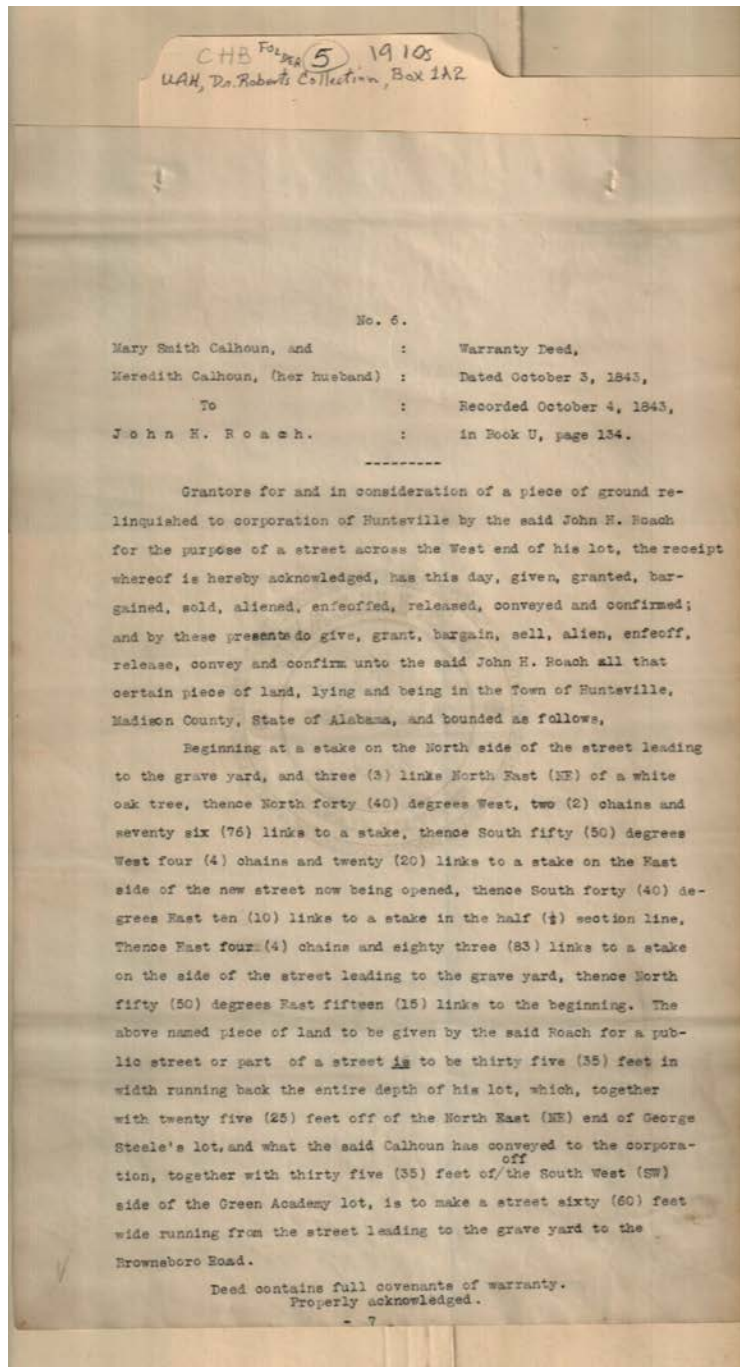 CHB FOLDER 5 1910s
UAH, Dr. Roberts Collection, Box 1A2
No. 6.
Mary Smith Calhoun, and : Warranty Deed,
Meredith Calhoun, (her husband) : Dated October 3, 1843,
To : Recorded October 4, 1843,
John H. Roach. : in Book U, page 134.
---------
Grantors for and in consideration of a piece of ground re-
linquished to corporation of Huntsville by the said John H. Roach
for the purpose of a street across the West end of his lot, the receipt
whereof is hereby acknowledged, has this day, given, granted, bar-
gained, sold, aliened, enfeoffed, released, conveyed and confirmed;
and by these presents do give, grant, bargain, sell, alien, enfeoff,
release, convey and confirm unto the said John H. Roach all that
certain piece of land, lying and being in the Town of Huntsville,
Madison County, State of Alabama, and bounded as follows,
Beginning at a stake on the North side of the street leading
to the grave yard, and three (3) links North East (NE) of a white
oak tree, thence North forty (40) degrees West, two (2) chains and
seventy six (76) links to a stake, thence South fifty (50) degrees
West four (4) chains and twenty (20) links to a stake on the East
side of the new street now being opened, thence South forty (40) de-
grees East ten (10) links to a stake in the half (½) section line,
Thence East four (4) chains and eighty three (83) links to a stake
on the side of the street leading to the grave yard, thence North
fifty (50) degrees East fifteen (15) links to the beginning. The
above named piece of land to be given by the said Roach for a pub-
lic street or part of a street is to be thirty five (35) feet in
width running back the entire depth of his lot, which, together
with twenty five (25) feet off of the North East (NE) end of George
Steele's lot, and what the said Calhoun has conveyed to the corpora-
off
tion, together with thirty five (35) feet of/the South West (SW)
side of the Green Academy lot, is to make a street sixty (60) feet
wide running from the street leading to the grave yard to the
Brownsboro Road.
Deed contains full covenants of warranty.
Properly acknowledged.
- 7